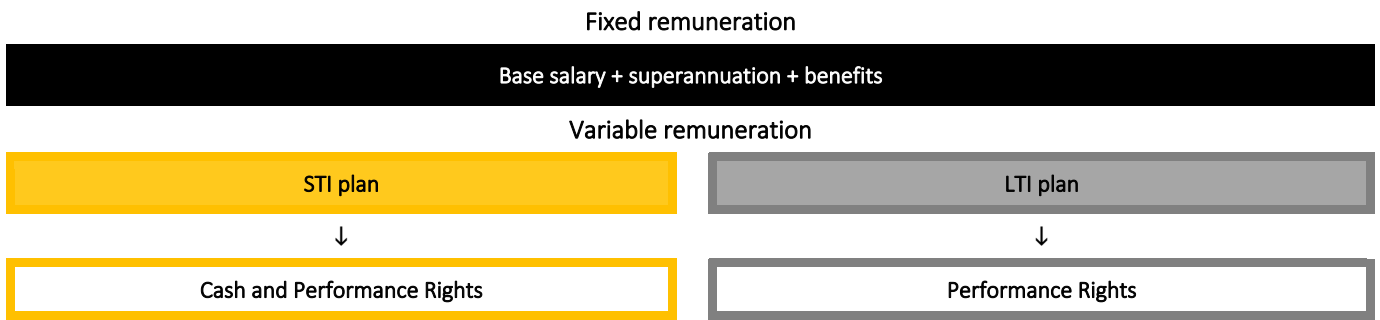 Fixed remuneration
Base salary + superannuation + benefits
Variable remuneration
STI plan
LTI plan
↓
↓
Cash and Performance Rights
Performance Rights